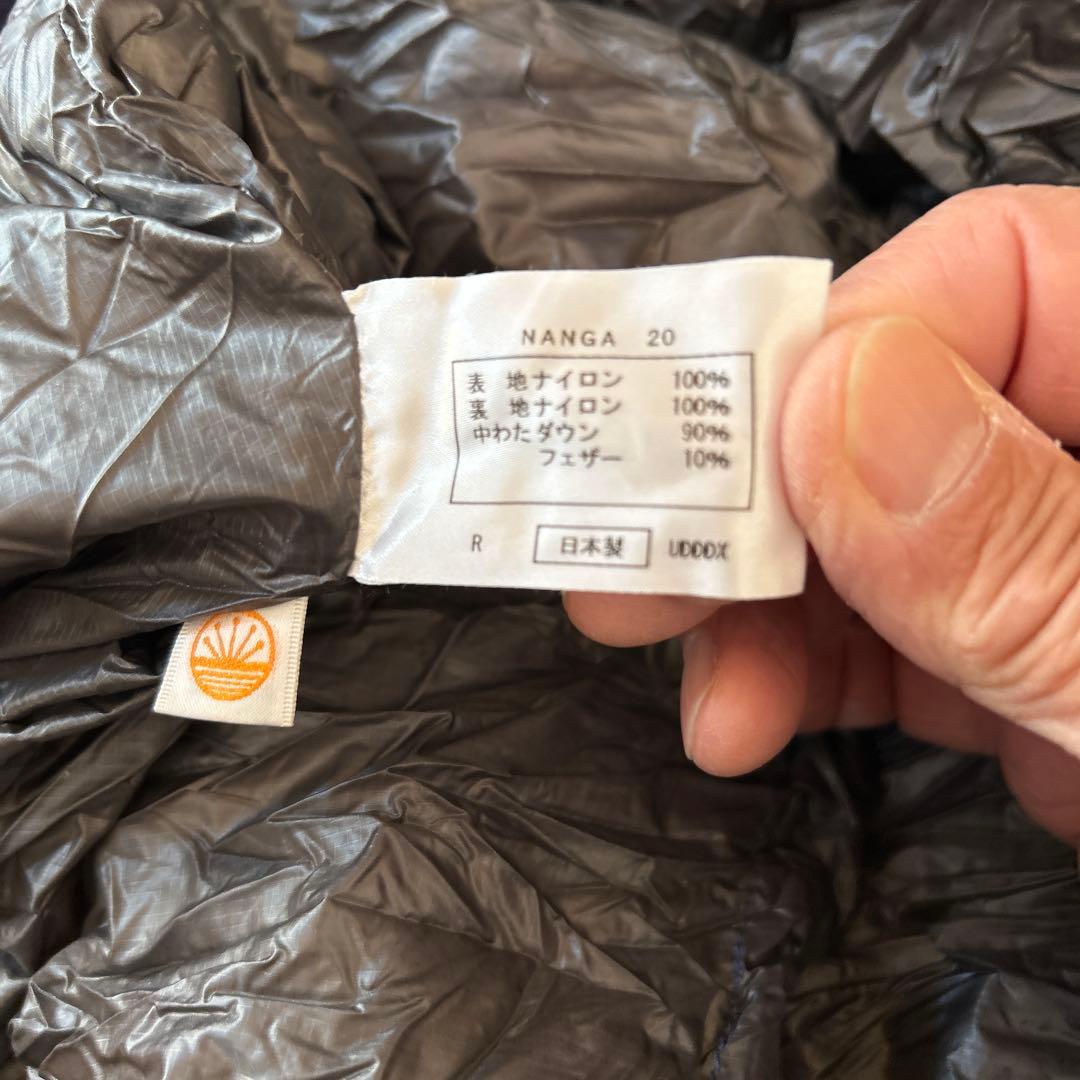 NANGA 20
表 地ナイロン 100%
裏 地ナイロン 100%
中わたダウン 90%
フェザー 10%
R 日本製 UDDDX